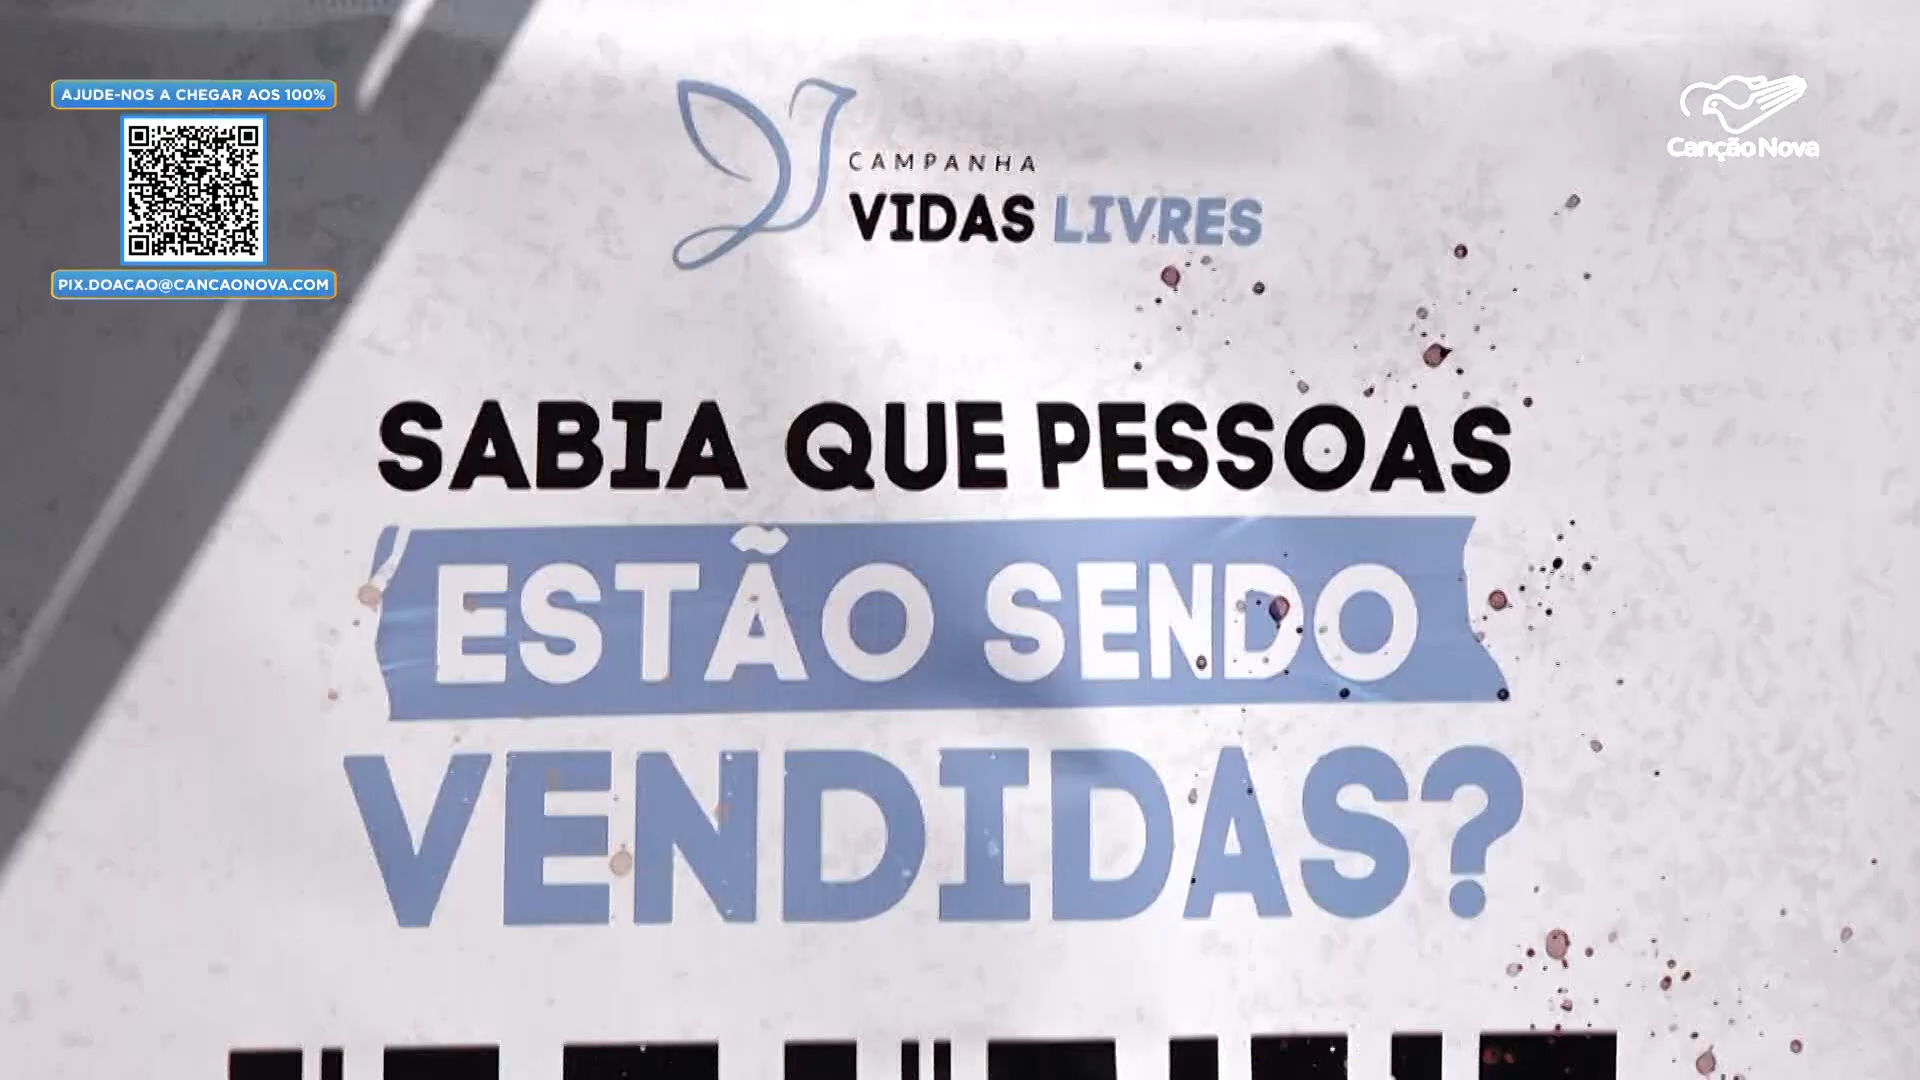 AJUDE-NOS A CHEGAR AOS 100%
PIX.DOACAO@CANCAONOVA.COM
Canção Nova
CAMPANHA
VIDAS LIVRES
SABIA QUE PESSOAS
ESTÃO SENDO
VENDIDAS?